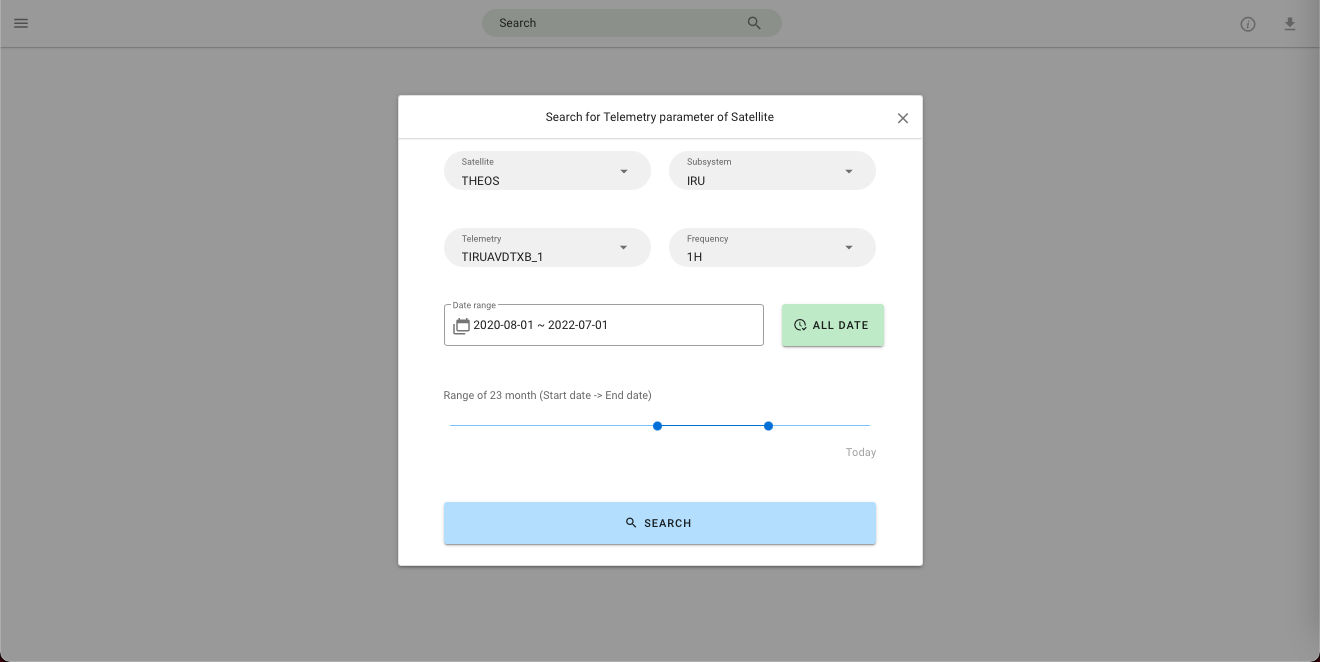 Search
Search for Telemetry parameter of Satellite
Satellite
THEOS
Subsystem
IRU
Telemetry
TIRUAVDTXB_1
Frequency
1H
Date range
2020-08-01 ~ 2022-07-01
ALL DATE
Range of 23 month (Start date -> End date)
Today
SEARCH